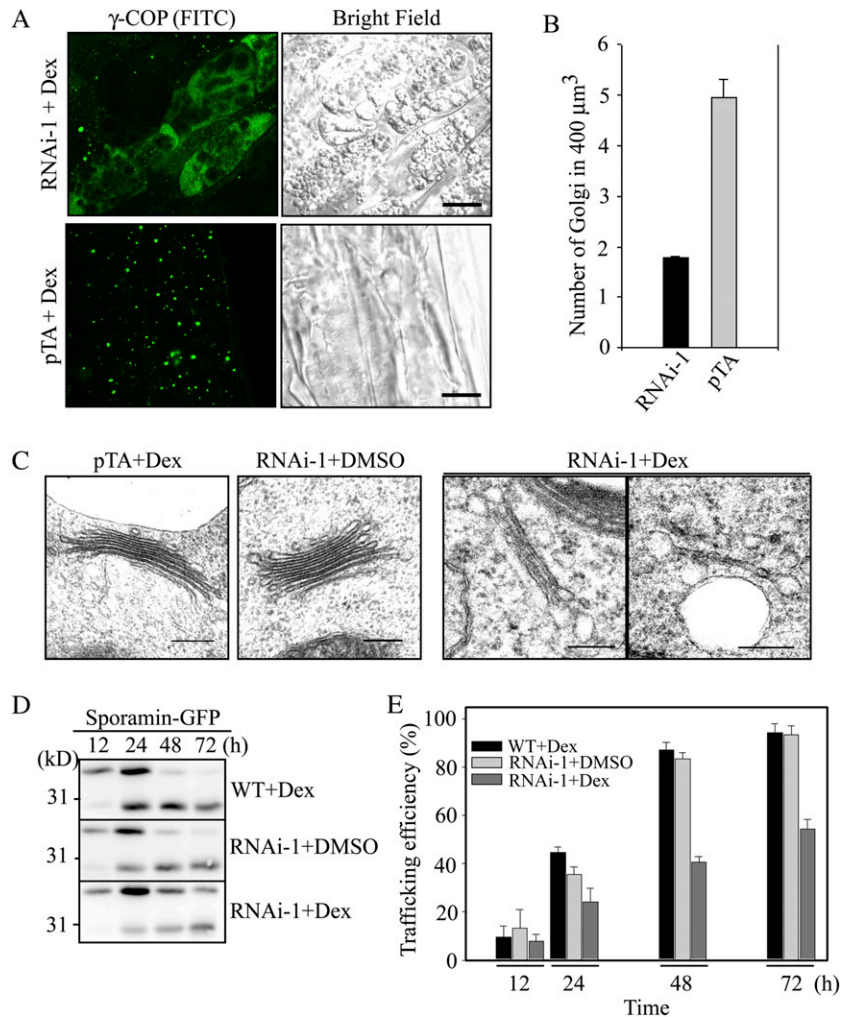 A
γ-COP (FITC)
Bright Field
RNAi-1 + Dex
pTA + Dex
B
Number of Golgi in 400 μm³
6
5
4
3
2
1
0
RNAi-1
pTA
C
pTA+Dex
RNAi-1+DMSO
RNAi-1+Dex
D
Sporamin-GFP
(kD) 12 24 48 72 (h)
31
WT+Dex
31
RNAi-1+DMSO
31
RNAi-1+Dex
E
Trafficking efficiency (%)
100
80
60
40
20
0
WT+Dex
RNAi-1+DMSO
RNAi-1+Dex
12 24 48 72 (h)
Time